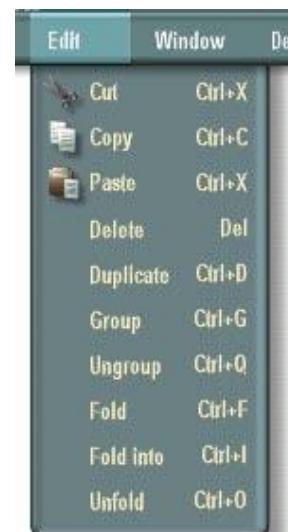 Edit Window De
Cut Ctrl+X
Copy Ctrl+C
Paste Ctrl+X
Delete Del
Duplicate Ctrl+D
Group Ctrl+G
Ungroup Ctrl+Q
Fold Ctrl+F
Fold into Ctrl+I
Unfold Ctrl+O